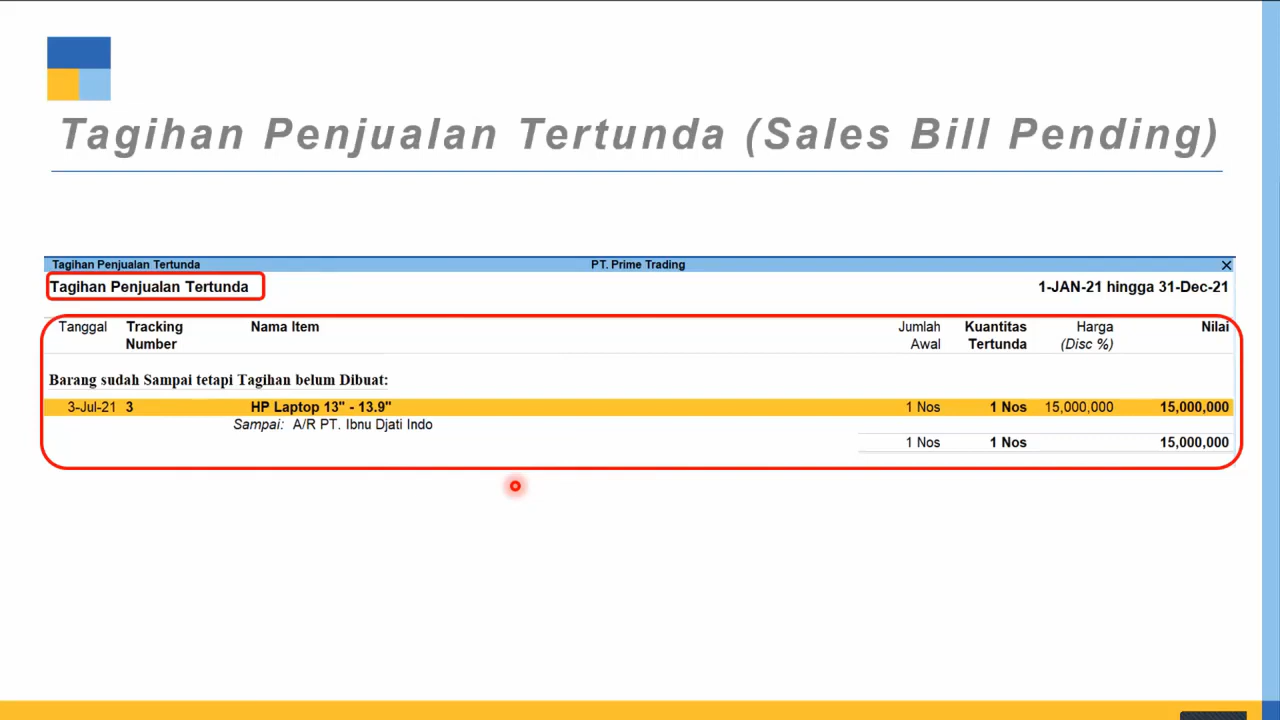 Tagihan Penjualan Tertunda (Sales Bill Pending)
Tagihan Penjualan Tertunda PT. Prime Trading ✕
Tagihan Penjualan Tertunda 1-JAN-21 hingga 31-Dec-21
Tanggal Tracking Nama Item Jumlah Kuantitas Harga Nilai
Number Awal Tertunda (Disc %)
Barang sudah Sampai tetapi Tagihan belum Dibuat:
3-Jul-21 3 HP Laptop 13" - 13.9" 1 Nos 1 Nos 15,000,000 15,000,000
Sampai: A/R PT. Ibnu Djati Indo
1 Nos 1 Nos 15,000,000